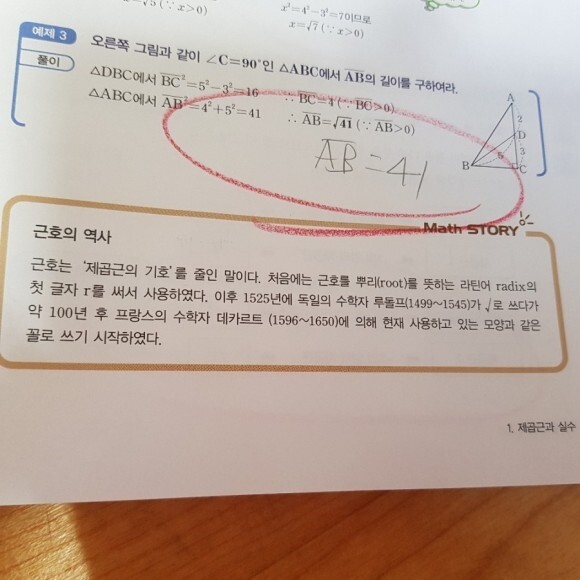 =√5 (∵ x>0)
x²=4²-3²=7이므로
x=√7 (∵ x>0)
예제 3
오른쪽 그림과 같이 ∠C=90°인 △ABC에서 AB의 길이를 구하여라.
풀이
△DBC에서 BC²=5²-3²=16 ∴ BC=4 (∵ BC>0)
△ABC에서 AB²=4²+5²=41 ∴ AB=√41 (∵ AB>0)
A
2
D
5
3
B
C
AB=41
Math STORY
근호의 역사
근호는 '제곱근의 기호'를 줄인 말이다. 처음에는 근호를 뿌리(root)를 뜻하는 라틴어 radix의
첫 글자 r를 써서 사용하였다. 이후 1525년에 독일의 수학자 루돌프(1499~1545)가 √로 쓰다가
약 100년 후 프랑스의 수학자 데카르트 (1596~1650)에 의해 현재 사용하고 있는 모양과 같은
꼴로 쓰기 시작하였다.
1. 제곱근과 실수